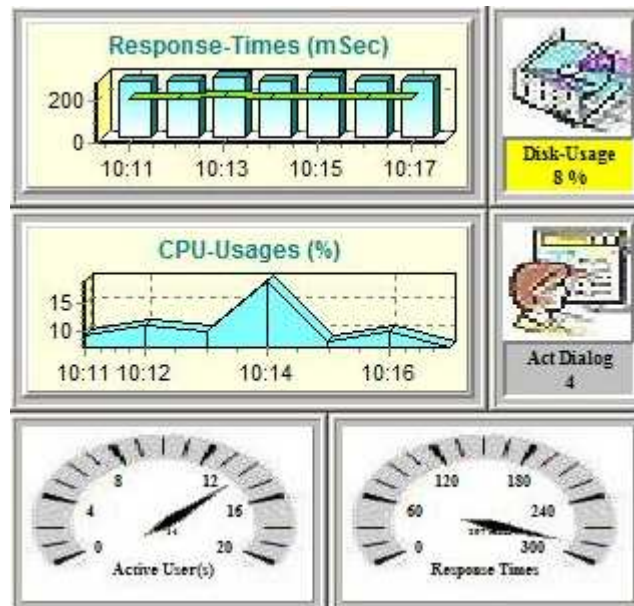 Response-Times (mSec)
200
0
10:11 10:13 10:15 10:17
Disk-Usage
8 %
CPU-Usages (%)
15
10
10:11 10:12 10:14 10:16
Act Dialog
4
0 4 8 12 16 20
14
Active User(s)
0 60 120 180 240 300
Response Times